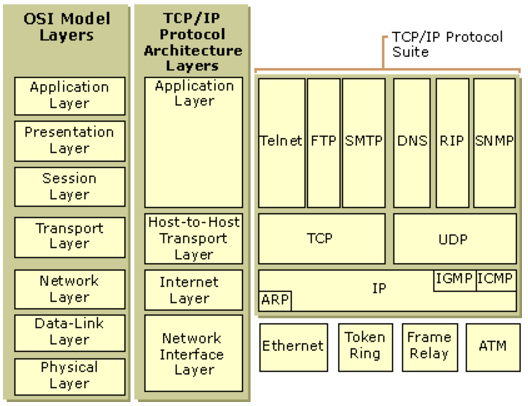 OSI Model
Layers
Application
Layer
Presentation
Layer
Session
Layer
Transport
Layer
Network
Layer
Data-Link
Layer
Physical
Layer
TCP/IP
Protocol
Architecture
Layers
Application
Layer
Host-to-Host
Transport
Layer
Internet
Layer
Network
Interface
Layer
TCP/IP Protocol
Suite
Telnet
FTP
SMTP
DNS
RIP
SNMP
TCP
UDP
IP
IGMP
ICMP
ARP
Ethernet
Token
Ring
Frame
Relay
ATM